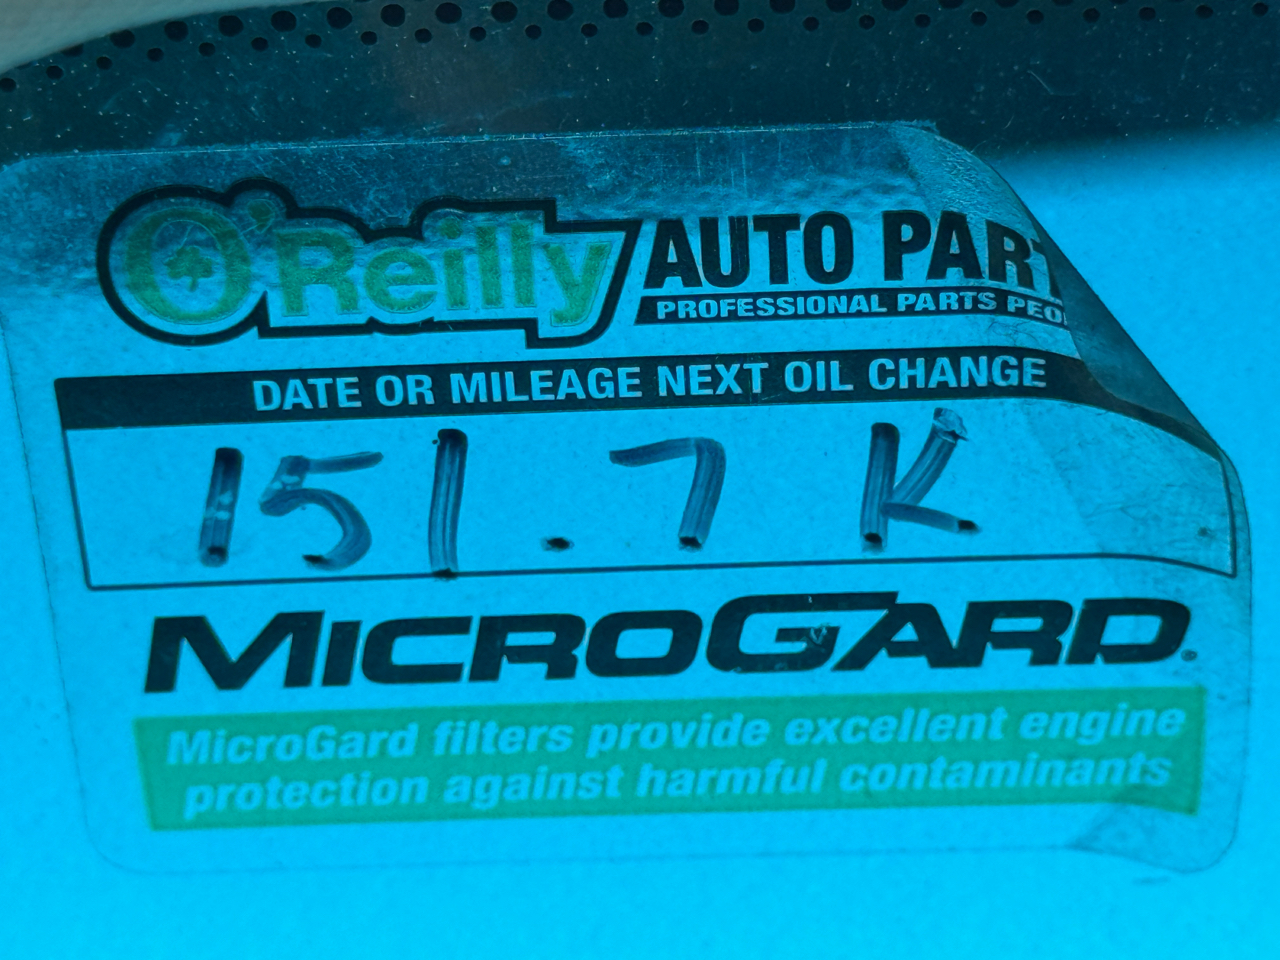 O'Reilly AUTO PART
PROFESSIONAL PARTS PEO
DATE OR MILEAGE NEXT OIL CHANGE
151.7K
MICROGARD®
MicroGard filters provide excellent engine
protection against harmful contaminants